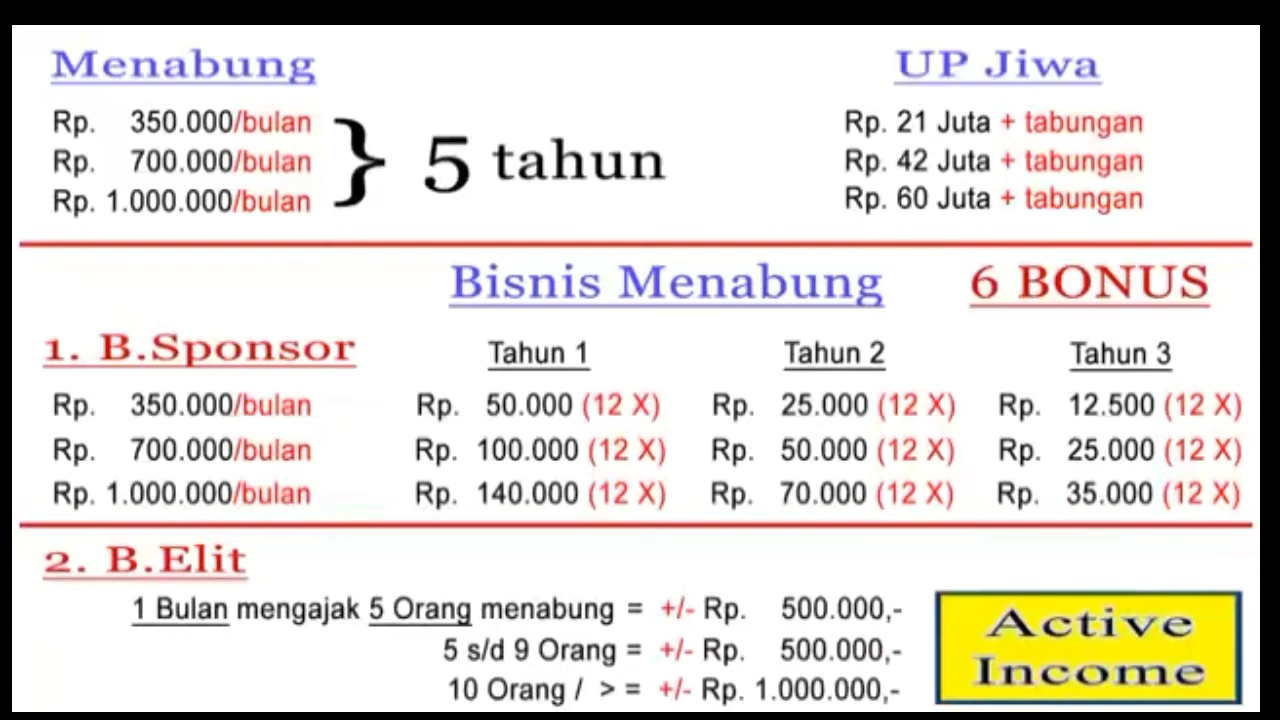 Menabung UP Jiwa
Rp. 350.000/bulan Rp. 21 Juta + tabungan
Rp. 700.000/bulan } 5 tahun Rp. 42 Juta + tabungan
Rp. 1.000.000/bulan Rp. 60 Juta + tabungan
Bisnis Menabung 6 BONUS
1. B.Sponsor Tahun 1 Tahun 2 Tahun 3
Rp. 350.000/bulan Rp. 50.000 (12 X) Rp. 25.000 (12 X) Rp. 12.500 (12 X)
Rp. 700.000/bulan Rp. 100.000 (12 X) Rp. 50.000 (12 X) Rp. 25.000 (12 X)
Rp. 1.000.000/bulan Rp. 140.000 (12 X) Rp. 70.000 (12 X) Rp. 35.000 (12 X)
2. B.Elit
1 Bulan mengajak 5 Orang menabung = +/- Rp. 500.000,-
5 s/d 9 Orang = +/- Rp. 500.000,-
10 Orang / > = +/- Rp. 1.000.000,-
Active
Income